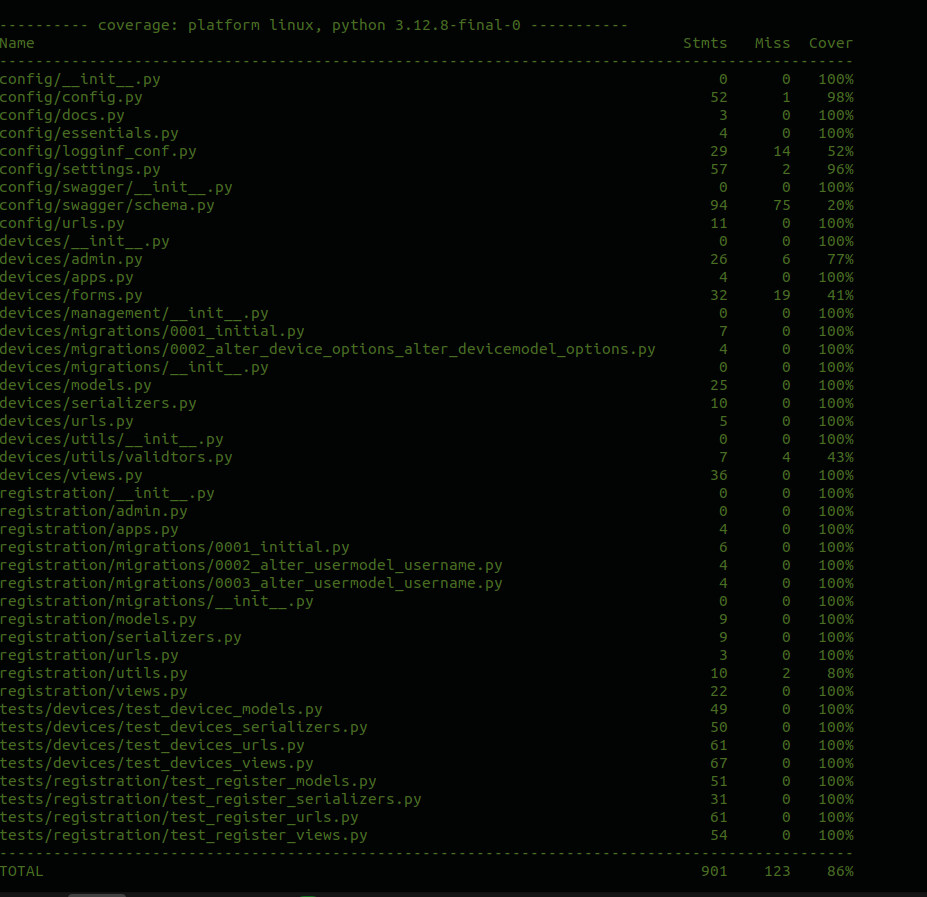 ---------- coverage: platform linux, python 3.12.8-final-0 -----------
Name                                                                        Stmts   Miss  Cover
-----------------------------------------------------------------------------------------------
config/__init__.py                                                              0      0   100%
config/config.py                                                               52      1    98%
config/docs.py                                                                  3      0   100%
config/essentials.py                                                            4      0   100%
config/logginf_conf.py                                                         29     14    52%
config/settings.py                                                             57      2    96%
config/swagger/__init__.py                                                      0      0   100%
config/swagger/schema.py                                                       94     75    20%
config/urls.py                                                                 11      0   100%
devices/__init__.py                                                             0      0   100%
devices/admin.py                                                               26      6    77%
devices/apps.py                                                                 4      0   100%
devices/forms.py                                                               32     19    41%
devices/management/__init__.py                                                  0      0   100%
devices/migrations/0001_initial.py                                              7      0   100%
devices/migrations/0002_alter_device_options_alter_devicemodel_options.py       4      0   100%
devices/migrations/__init__.py                                                  0      0   100%
devices/models.py                                                              25      0   100%
devices/serializers.py                                                         10      0   100%
devices/urls.py                                                                 5      0   100%
devices/utils/__init__.py                                                       0      0   100%
devices/utils/validtors.py                                                      7      4    43%
devices/views.py                                                               36      0   100%
registration/__init__.py                                                        0      0   100%
registration/admin.py                                                           0      0   100%
registration/apps.py                                                            4      0   100%
registration/migrations/0001_initial.py                                         6      0   100%
registration/migrations/0002_alter_usermodel_username.py                        4      0   100%
registration/migrations/0003_alter_usermodel_username.py                        4      0   100%
registration/migrations/__init__.py                                             0      0   100%
registration/models.py                                                          9      0   100%
registration/serializers.py                                                     9      0   100%
registration/urls.py                                                            3      0   100%
registration/utils.py                                                          10      2    80%
registration/views.py                                                          22      0   100%
tests/devices/test_devicec_models.py                                           49      0   100%
tests/devices/test_devices_serializers.py                                      50      0   100%
tests/devices/test_devices_urls.py                                             61      0   100%
tests/devices/test_devices_views.py                                            67      0   100%
tests/registration/test_register_models.py                                     51      0   100%
tests/registration/test_register_serializers.py                                31      0   100%
tests/registration/test_register_urls.py                                       61      0   100%
tests/registration/test_register_views.py                                      54      0   100%
-----------------------------------------------------------------------------------------------
TOTAL                                                                         901    123    86%